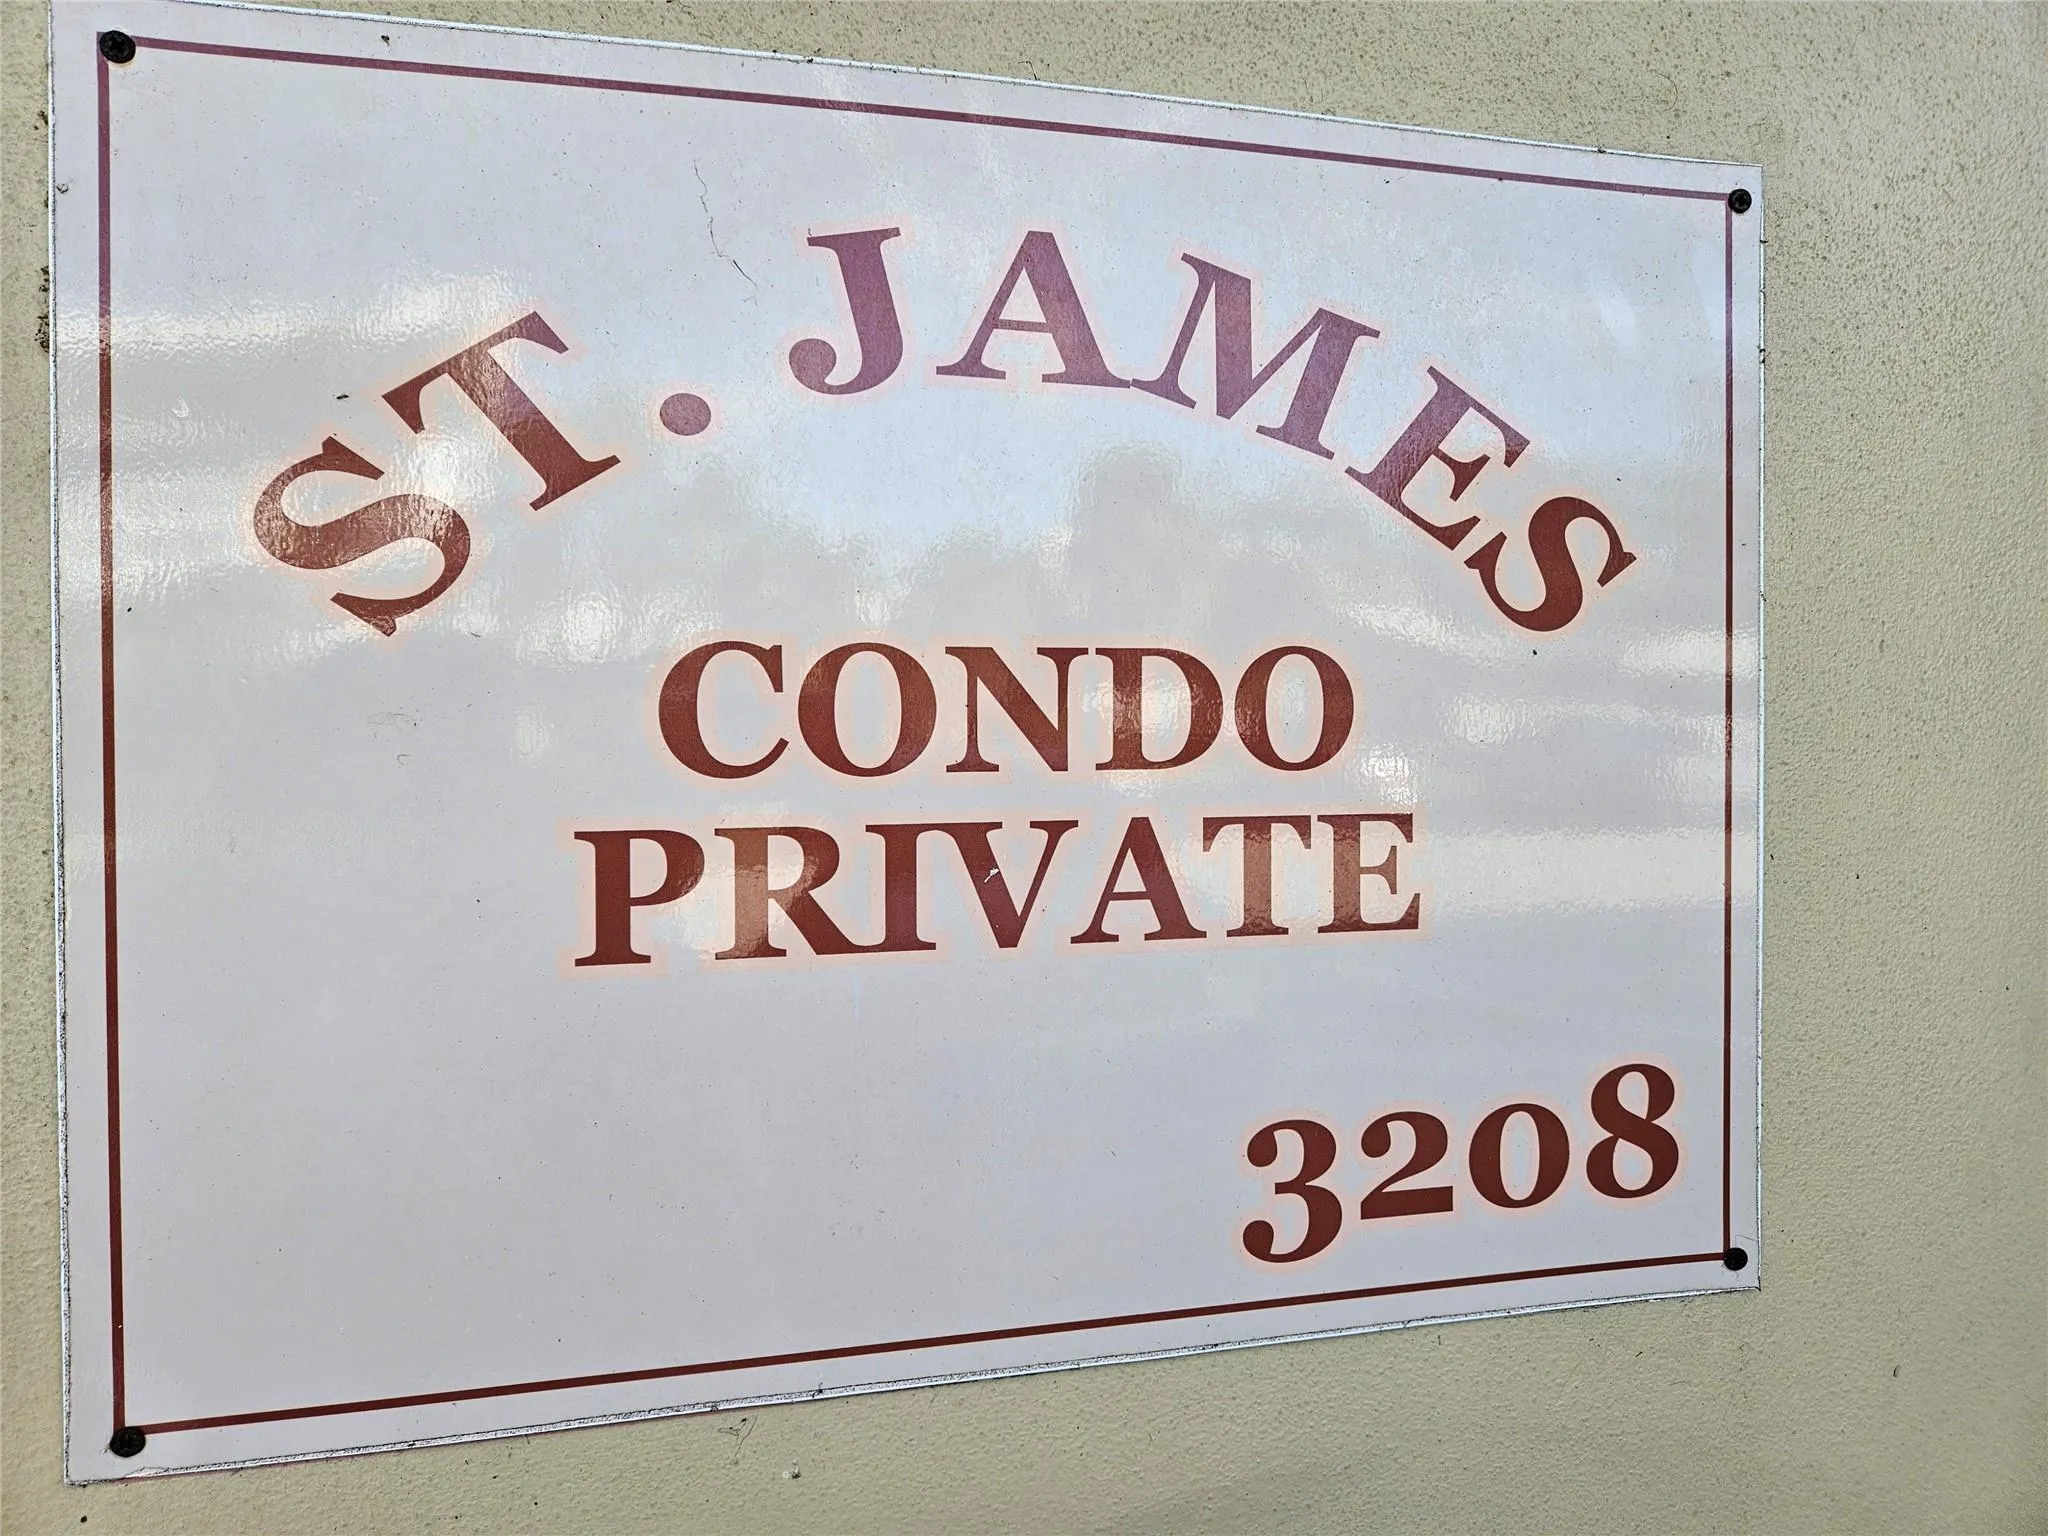 ST. JAMES
CONDO
PRIVATE
3208